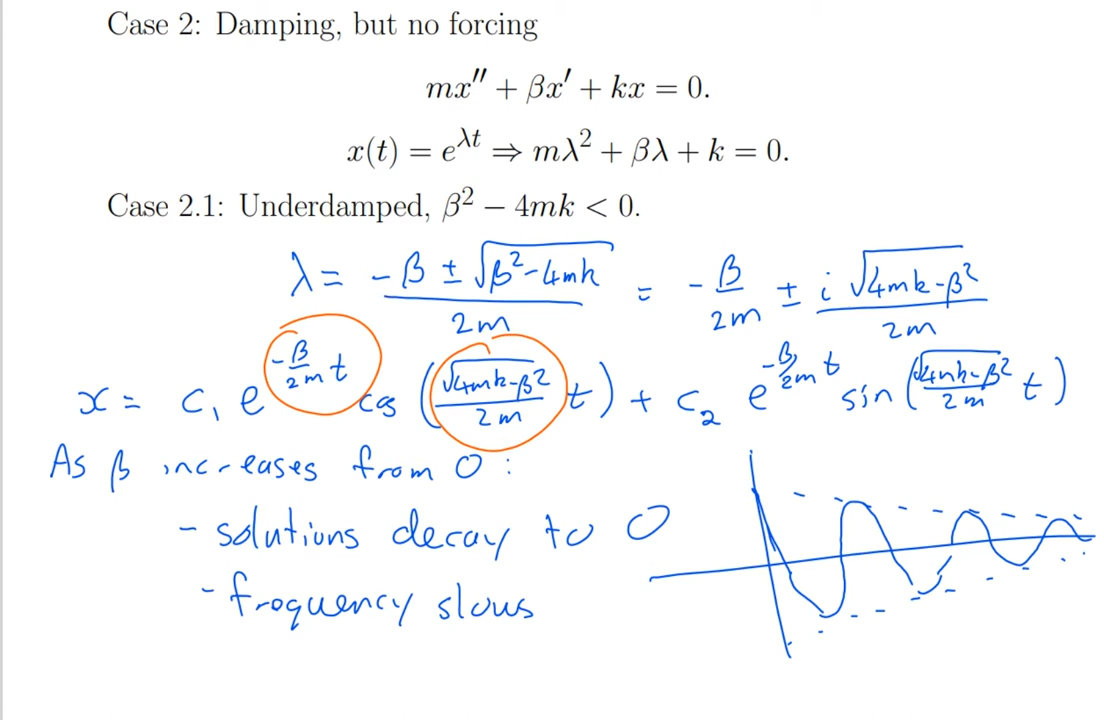 Case 2: Damping, but no forcing
mx″ + βx′ + kx = 0.
x(t) = e^{λt} ⇒ mλ² + βλ + k = 0.
Case 2.1: Underdamped, β² − 4mk < 0.
λ = (−β ± √(β²−4mk)) / 2m = −β/2m ± i√(4mk−β²) / 2m
x = c₁ e^{−β/2m t} cos (√(4mk−β²)/2m t) + c₂ e^{−β/2m t} sin (√(4mk−β²)/2m t)
As β increases from 0 :
- solutions decay to 0
- frequency slows